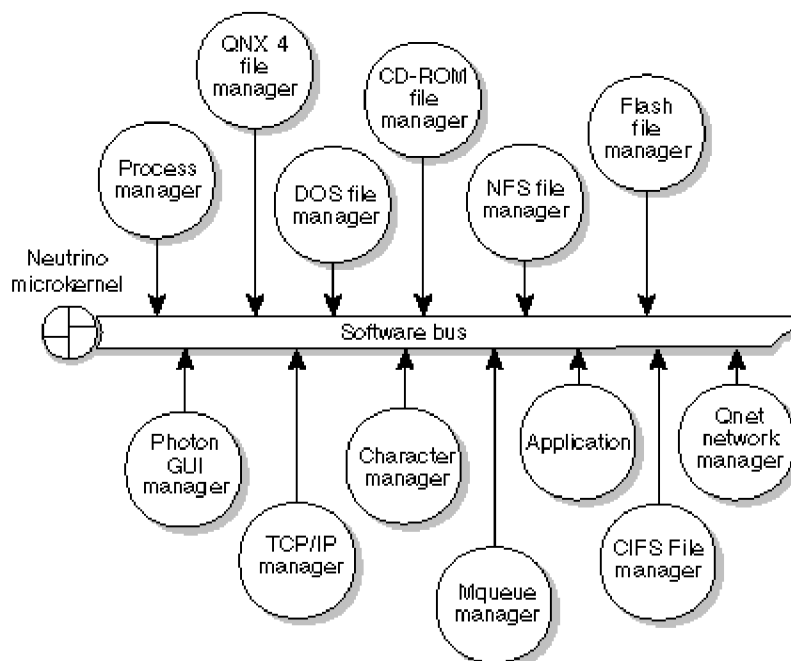 QNX 4
file
manager
CD-ROM
file
manager
Flash
file
manager
Process
manager
DOS file
manager
NFS file
manager
Neutrino
microkernel
Software bus
Photon
GUI
manager
TCP/IP
manager
Character
manager
Mqueue
manager
Application
CIFS File
manager
Qnet
network
manager